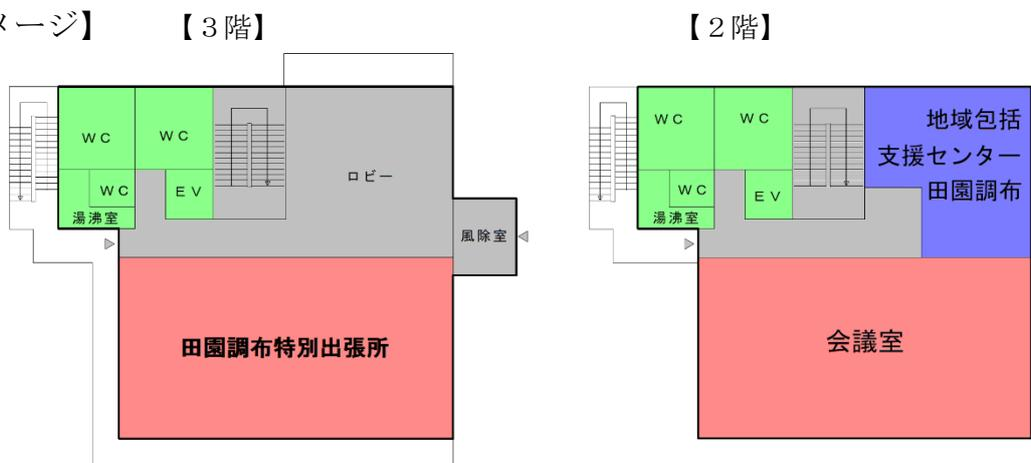 メージ】
【３階】
【２階】
ＷＣ
ＷＣ
ＷＣ
ＥＶ
湯沸室
ロビー
風除室
田園調布特別出張所
ＷＣ
ＷＣ
ＷＣ
ＥＶ
湯沸室
地域包括
支援センター
田園調布
会議室